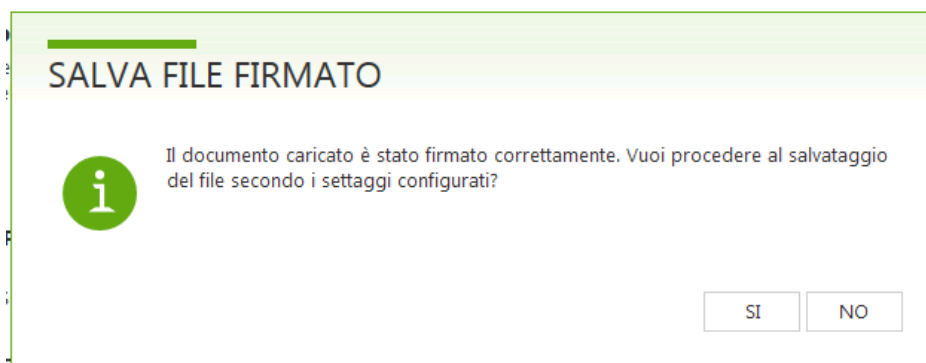 SALVA FILE FIRMATO
Il documento caricato è stato firmato correttamente. Vuoi procedere al salvataggio
del file secondo i settaggi configurati?
SI
NO